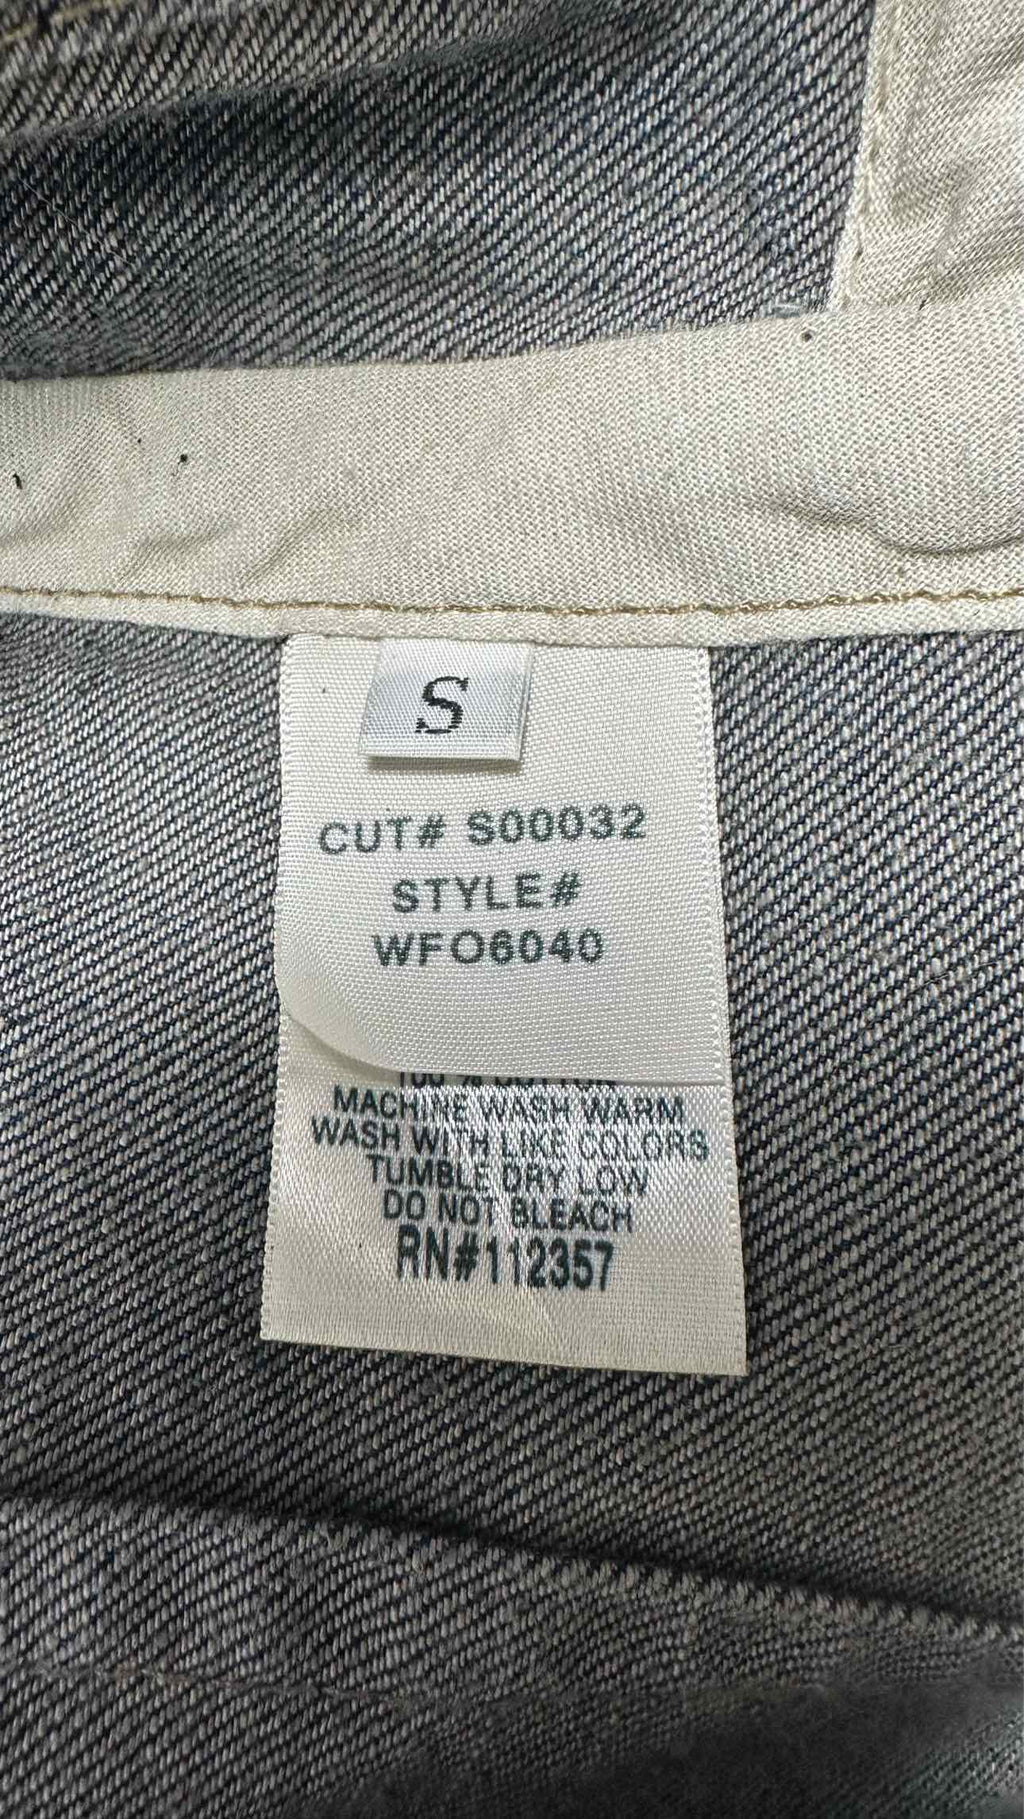 S
CUT# S00032
STYLE#
WFO6040
MACHINE WASH WARM
WASH WITH LIKE COLORS
TUMBLE DRY LOW
DO NOT BLEACH
RN#112357